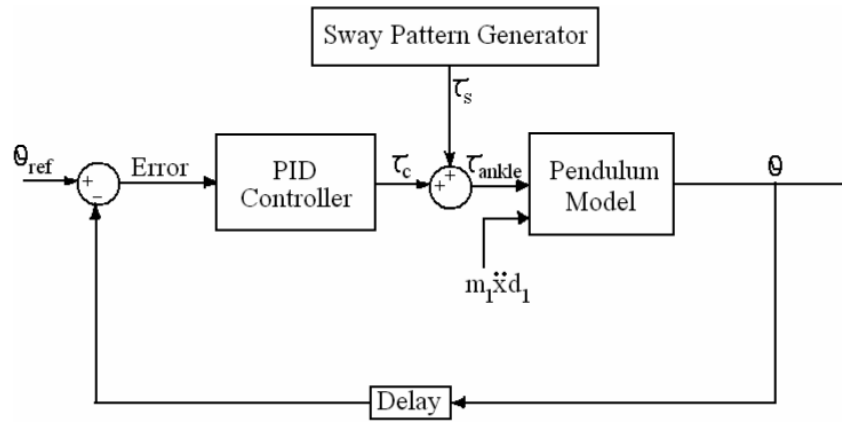 Sway Pattern Generator
τs
θref
+
−
Error
PID
Controller
τc
+
+
τankle
Pendulum
Model
θ
m1ẍd1
Delay